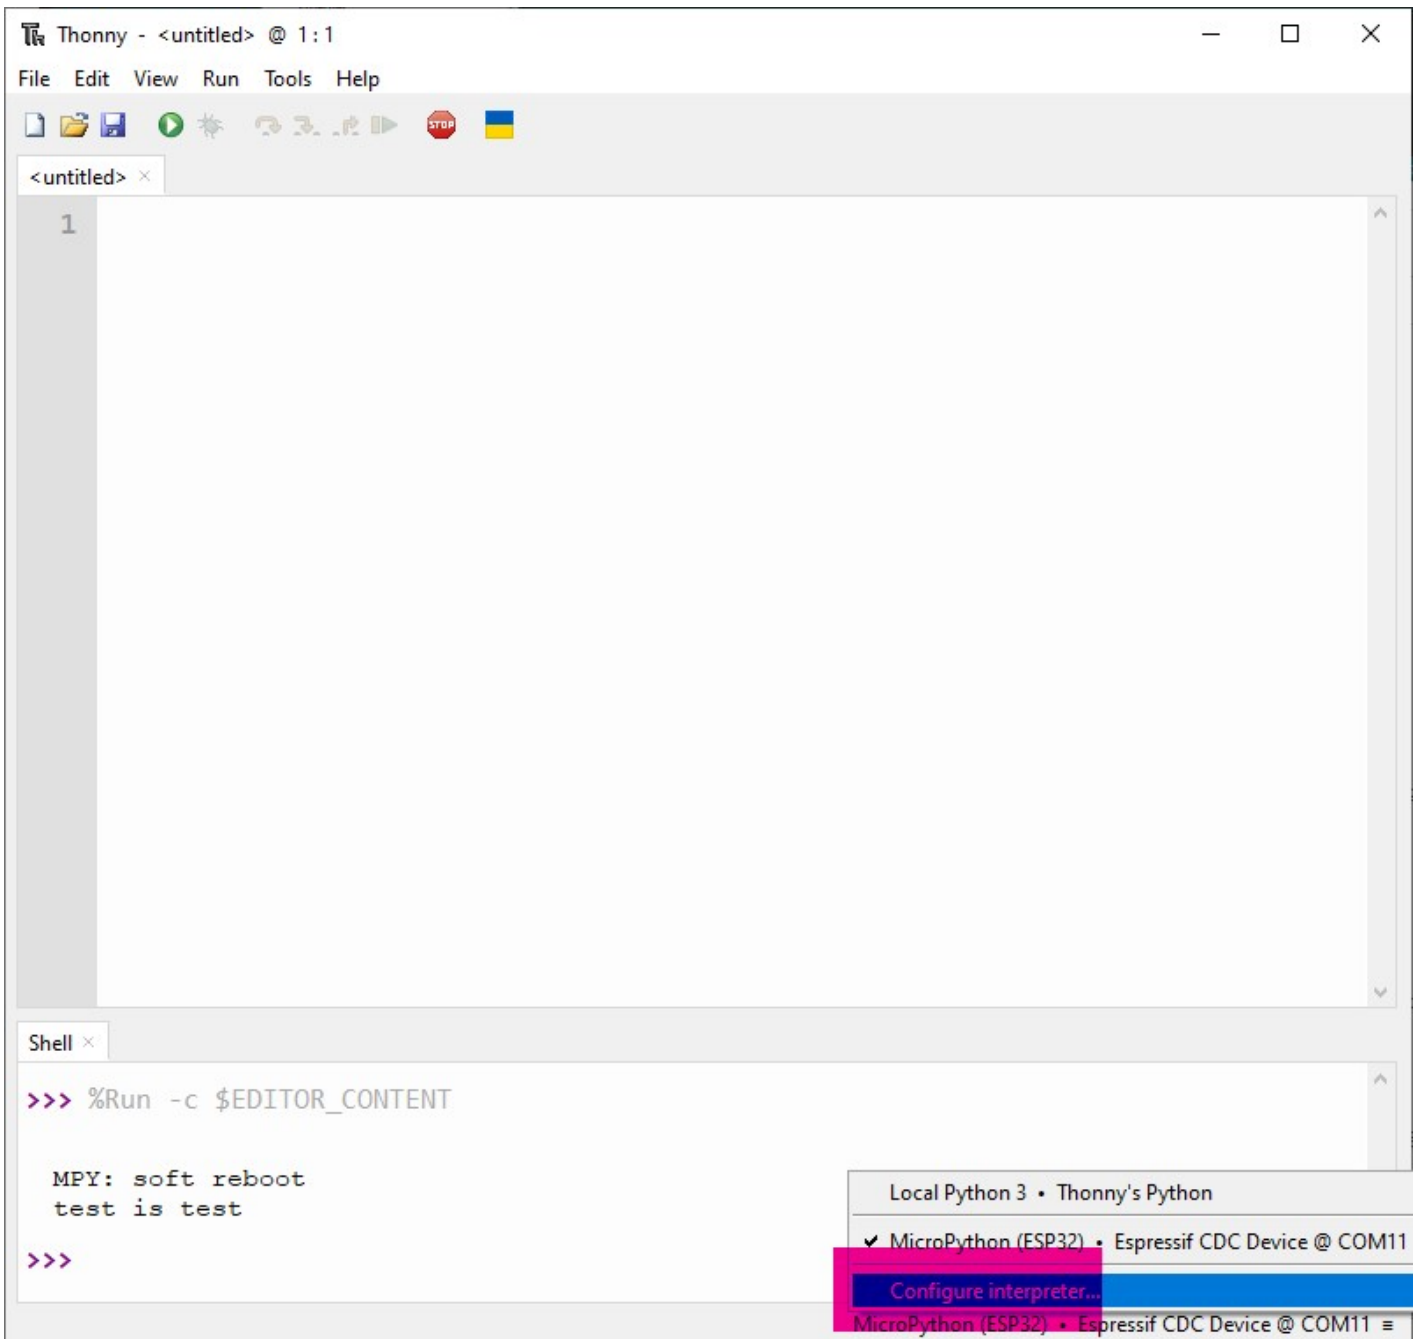 Thonny - <untitled> @ 1:1
File Edit View Run Tools Help
STOP
<untitled>
1
Shell
>>> %Run -c $EDITOR_CONTENT
MPY: soft reboot
test is test
>>>
Local Python 3 • Thonny's Python
✔ MicroPython (ESP32) • Espressif CDC Device @ COM11
Configure interpreter...
MicroPython (ESP32) • Espressif CDC Device @ COM11 ≡